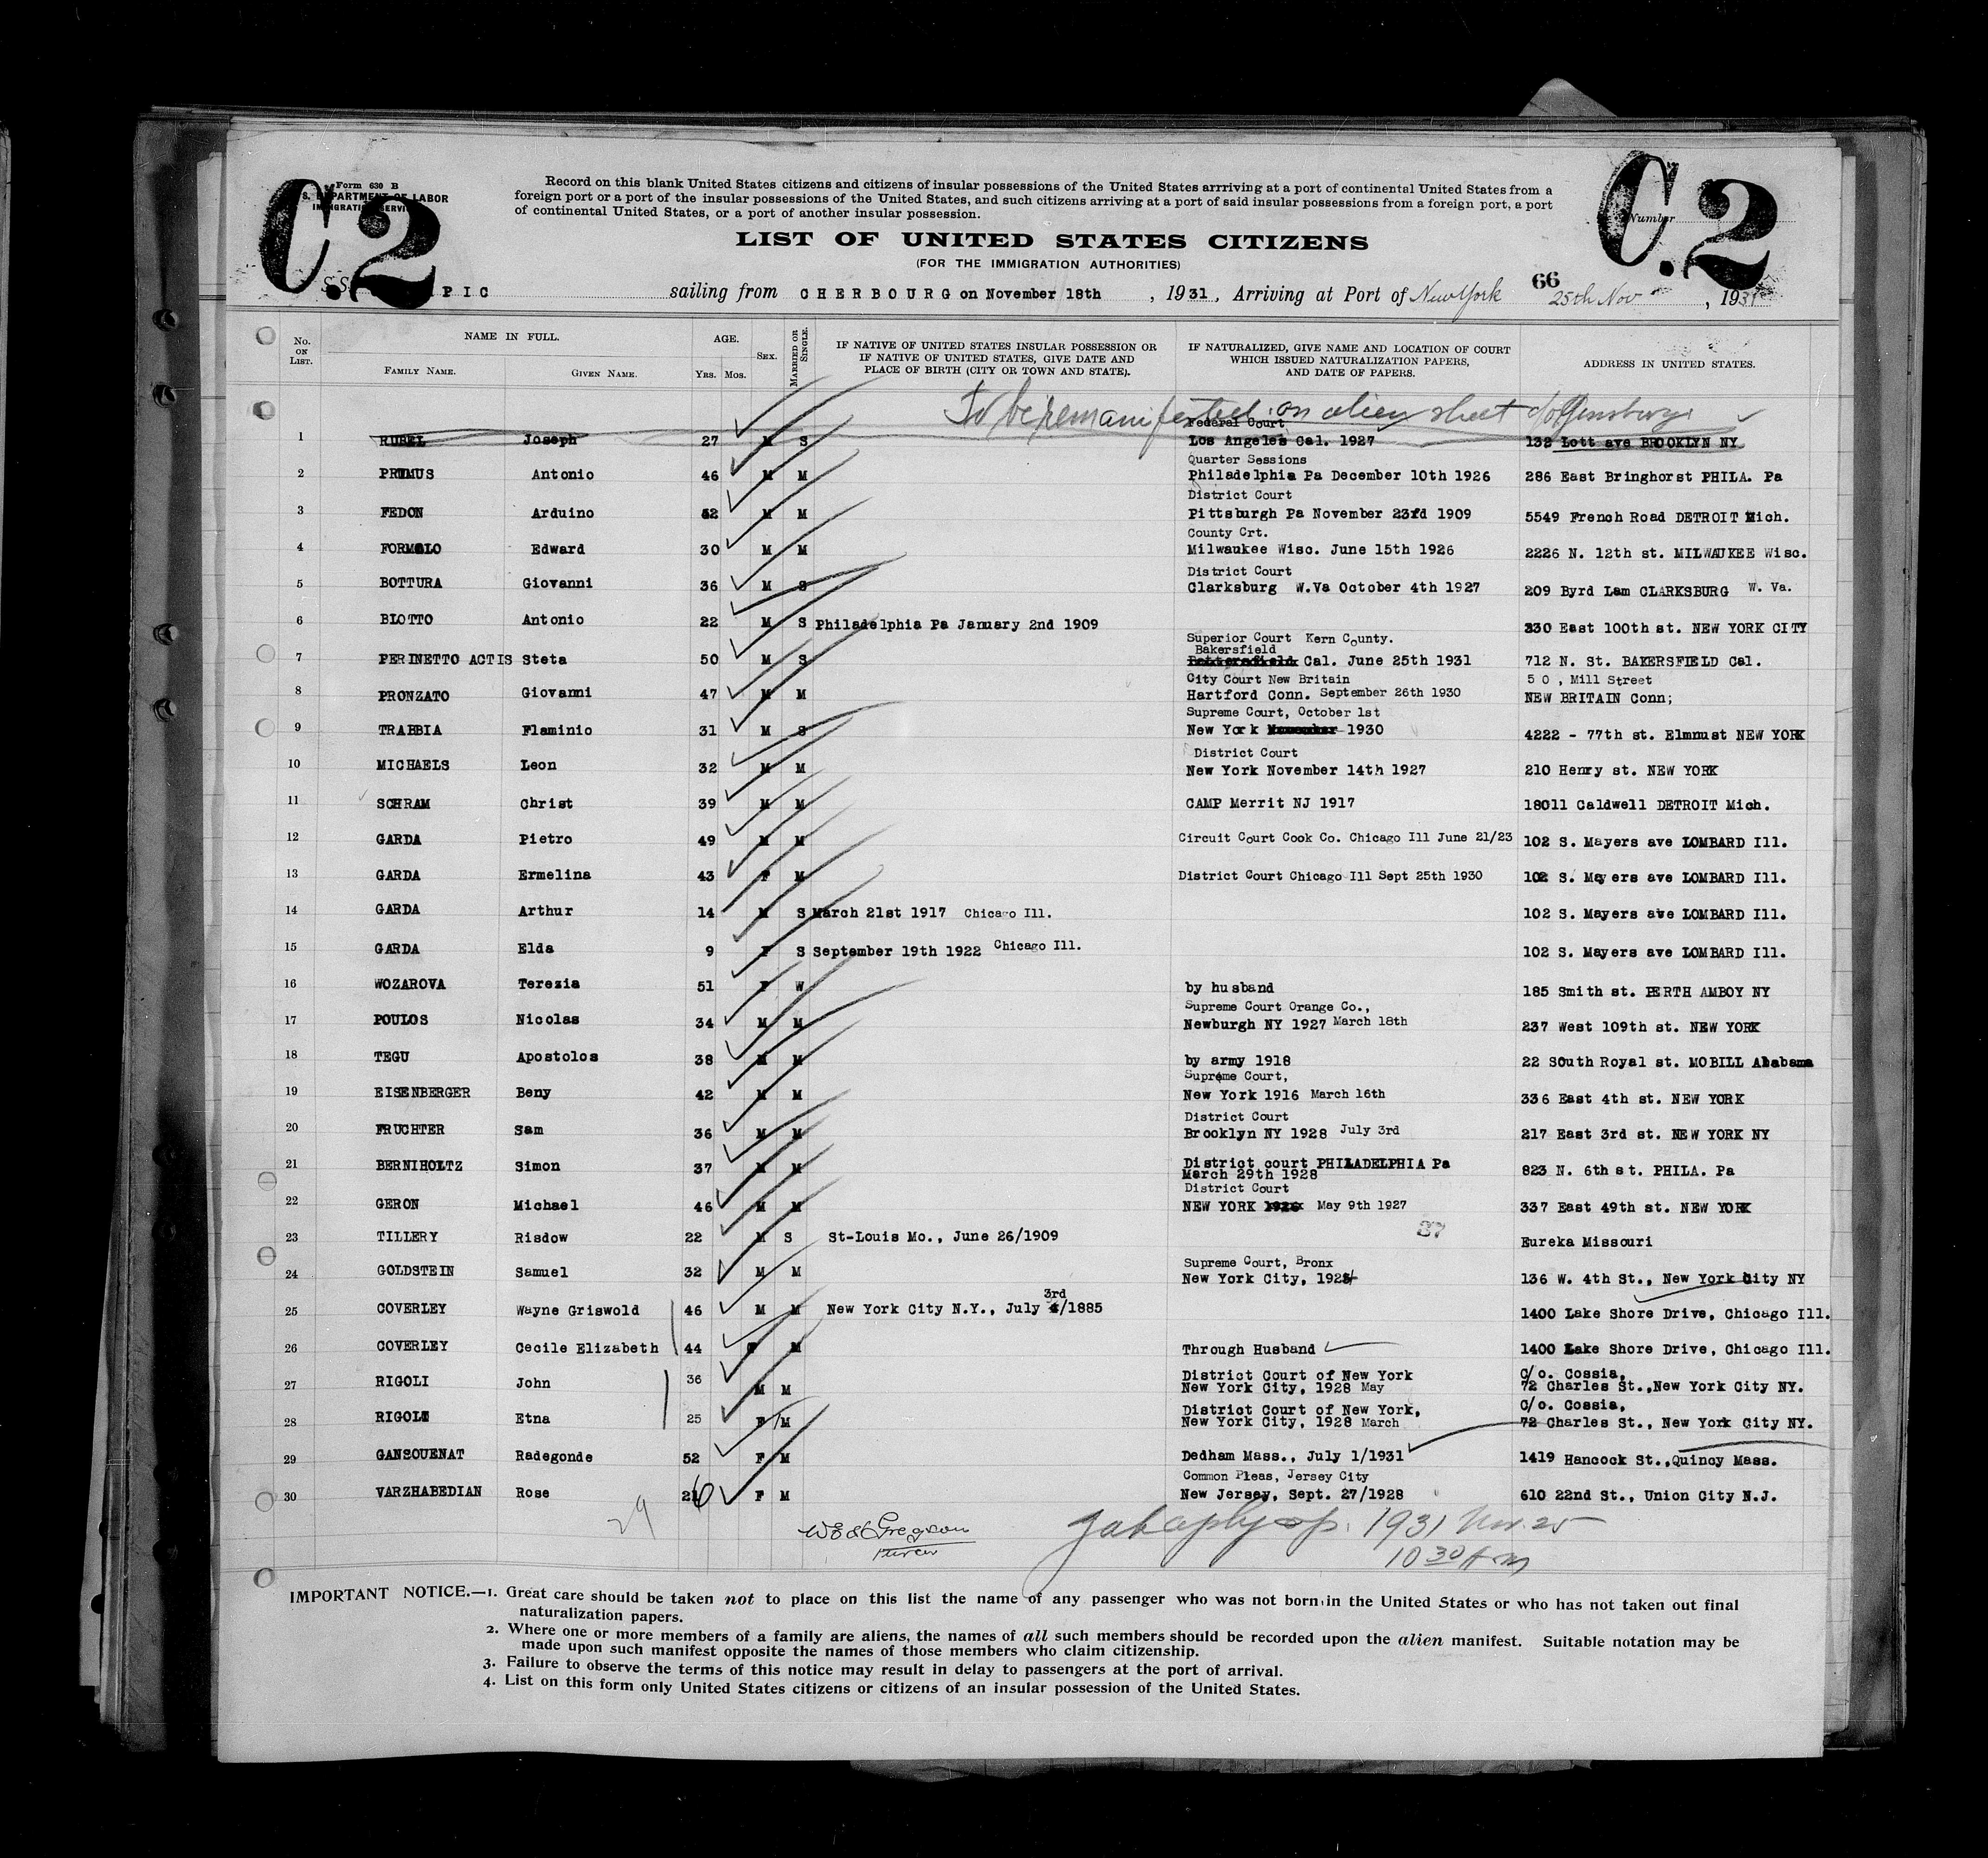 C.2
Form 630 B
S. DEPARTMENT OF LABOR
IMMIGRATION SERVI
Record on this blank United States citizens and citizens of insular possessions of the United States arrriving at a port of continental United States from a
foreign port or a port of the insular possessions of the United States, and such citizens arriving at a port of said insular possessions from a foreign port, a port
of continental United States, or a port of another insular possession.
C.2
Number
LIST OF UNITED STATES CITIZENS
(FOR THE IMMIGRATION AUTHORITIES)
S.S. PIC sailing from CHERBOURG on November 18th, 1931, Arriving at Port of New York 66 25th Nov, 1931
No. ON LIST. NAME IN FULL. FAMILY NAME. GIVEN NAME. AGE. Yrs. Mos. SEX. MARRIED OR SINGLE. IF NATIVE OF UNITED STATES INSULAR POSSESSION OR IF NATIVE OF UNITED STATES, GIVE DATE AND PLACE OF BIRTH (CITY OR TOWN AND STATE). IF NATURALIZED, GIVE NAME AND LOCATION OF COURT WHICH ISSUED NATURALIZATION PAPERS, AND DATE OF PAPERS. ADDRESS IN UNITED STATES.
To be remanifested on alien sheet
Federal Court
1 RUBEL Joseph 27 M S Los Angeles Cal. 1927 132 Lott ave BROOKLYN NY
Quarter Sessions
2 PRIMUS Antonio 46 M M Philadelphia Pa December 10th 1926 286 East Bringhorst PHILA. Pa
District Court
3 FEDON Arduino 52 M M Pittsburgh Pa November 23rd 1909 5549 French Road DETROIT Mich.
County Crt.
4 FORMOLO Edward 30 M M Milwaukee Wisc. June 15th 1926 2226 N. 12th st. MILWAUKEE Wisc.
District Court
5 BOTTURA Giovanni 36 M S Clarksburg W.Va October 4th 1927 209 Byrd Lam CLARKSBURG W. Va.
6 BLOTTO Antonio 22 M S Philadelphia Pa January 2nd 1909 330 East 100th st. NEW YORK CITY
Superior Court Kern County.
Bakersfield
7 PERINETTO ACTIS Steta 50 M S Cal. June 25th 1931 712 N. St. BAKERSFIELD Cal.
City Court New Britain 50, Mill Street
8 PRONZATO Giovanni 47 M M Hartford Conn. September 26th 1930 NEW BRITAIN Conn;
Supreme Court, October 1st
9 TRABBIA Flaminio 31 M S New York November 1930 4222 - 77th st. Elmnust NEW YORK
District Court
10 MICHAELS Leon 32 M M New York November 14th 1927 210 Henry st. NEW YORK
11 SCHRAM Christ 39 M M CAMP Merrit NJ 1917 18011 Caldwell DETROIT Mich.
12 GARDA Pietro 49 M M Circuit Court Cook Co. Chicago Ill June 21/23 102 S. Mayers ave LOMBARD Ill.
13 GARDA Ermelina 43 F M District Court Chicago Ill Sept 25th 1930 102 S. Mayers ave LOMBARD Ill.
14 GARDA Arthur 14 M S March 21st 1917 Chicago Ill. 102 S. Mayers ave LOMBARD Ill.
15 GARDA Elda 9 F S September 19th 1922 Chicago Ill. 102 S. Mayers ave LOMBARD Ill.
16 WOZAROVA Terezia 51 F W by husband 185 Smith st. PERTH AMBOY NY
Supreme Court Orange Co.,
17 POULOS Nicolas 34 M M Newburgh NY 1927 March 18th 237 West 109th st. NEW YORK
18 TEGU Apostolos 38 M M by army 1918 22 South Royal st. MOBILL Alabama
Supreme Court,
19 EISENBERGER Beny 42 M M New York 1916 March 16th 336 East 4th st. NEW YORK
District Court
20 FRUCHTER Sam 36 M M Brooklyn NY 1928 July 3rd 217 East 3rd st. NEW YORK NY
21 BERNIHOLTZ Simon 37 M M District court PHILADELPHIA Pa 823 N. 6th st. PHILA. Pa
March 29th 1928
District Court
22 GERON Michael 46 M M NEW YORK 1926 May 9th 1927 337 East 49th st. NEW YORK
37
23 TILLERY Risdow 22 M S St-Louis Mo., June 26/1909 Eureka Missouri
Supreme Court, Bronx
24 GOLDSTEIN Samuel 32 M M New York City, 1924 136 W. 4th St., New York City NY
3rd
25 COVERLEY Wayne Griswold 46 M M New York City N.Y., July 4/1885 1400 Lake Shore Drive, Chicago Ill.
26 COVERLEY Cecile Elizabeth 44 F M Through Husband 1400 Lake Shore Drive, Chicago Ill.
District Court of New York C/o. Cossia,
27 RIGOLI John 36 M M New York City, 1928 May 72 Charles St., New York City NY.
District Court of New York, C/o. Cossia,
28 RIGOLI Etna 25 F M New York City, 1928 March 72 Charles St., New York City NY.
29 GANSOUENAT Radegonde 52 F M Dedham Mass., July 1/1931 1419 Hancock St., Quincy Mass.
Common Pleas, Jersey City
30 VARZHABEDIAN Rose 26 F M New Jersey, Sept. 27/1928 610 22nd St., Union City N.J.
29
Purser
1931 Nov. 25
10 30 AM
IMPORTANT NOTICE.—1. Great care should be taken not to place on this list the name of any passenger who was not born in the United States or who has not taken out final
naturalization papers.
2. Where one or more members of a family are aliens, the names of all such members should be recorded upon the alien manifest. Suitable notation may be
made upon such manifest opposite the names of those members who claim citizenship.
3. Failure to observe the terms of this notice may result in delay to passengers at the port of arrival.
4. List on this form only United States citizens or citizens of an insular possession of the United States.